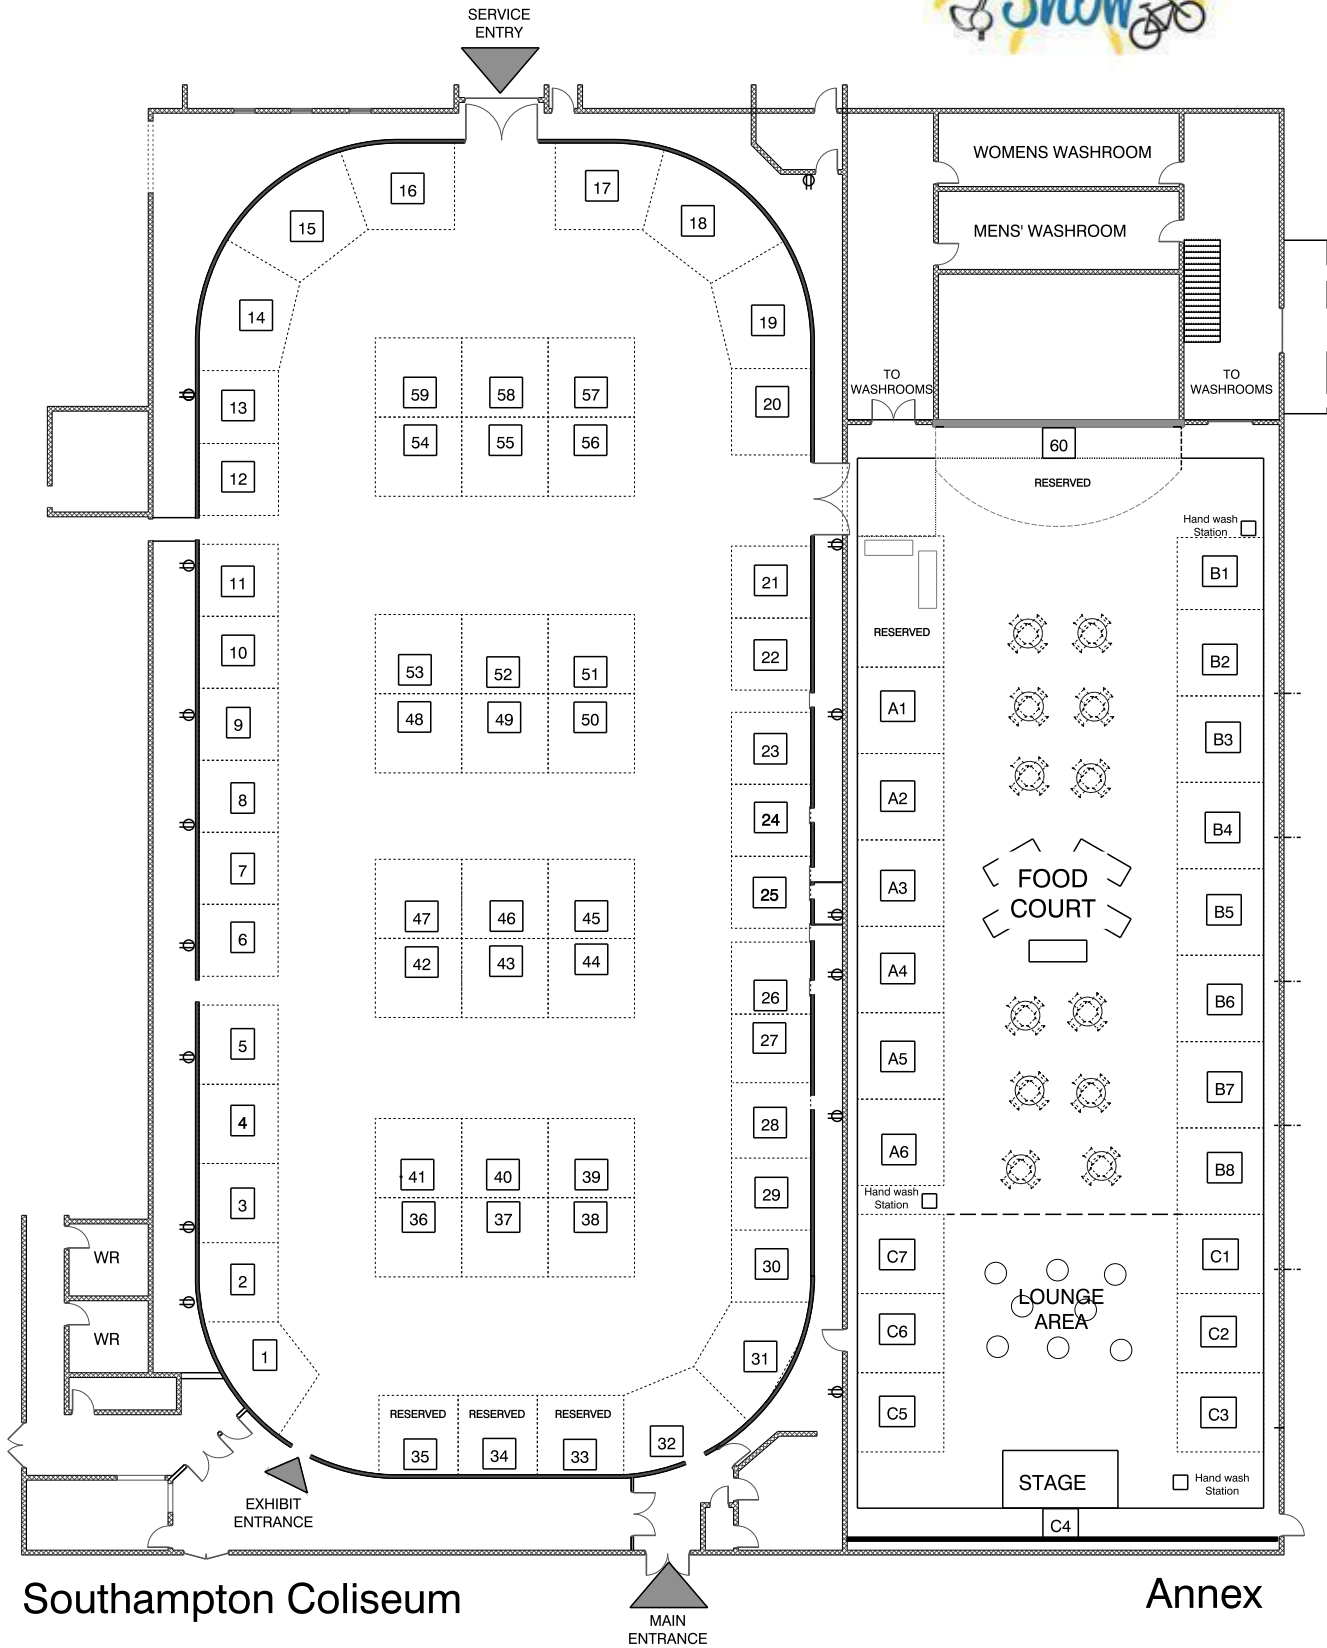 Show
SERVICE
ENTRY
WOMENS WASHROOM
MENS' WASHROOM
16
17
15
18
14
19
13
20
12
TO
WASHROOMS
TO
WASHROOMS
59 58 57
54 55 56
60
RESERVED
Hand wash
Station
11
10
9
8
7
6
5
4
3
2
1
53 52 51
48 49 50
47 46 45
42 43 44
41 40 39
36 37 38
21
22
23
24
25
26
27
28
29
30
31
32
RESERVED RESERVED RESERVED
35 34 33
RESERVED
A1
A2
A3
A4
A5
A6
Hand wash
Station
B1
B2
B3
B4
B5
B6
B7
B8
FOOD
COURT
C7
C6
C5
LOUNGE
AREA
C1
C2
C3
STAGE
C4
Hand wash
Station
WR
WR
EXHIBIT
ENTRANCE
MAIN
ENTRANCE
Southampton Coliseum
Annex